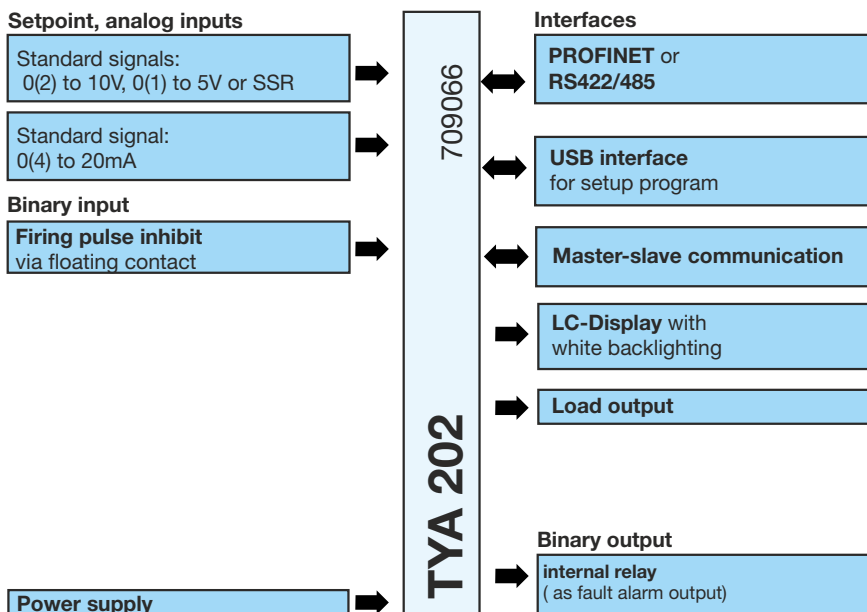 Setpoint, analog inputs
Standard signals:
0(2) to 10V, 0(1) to 5V or SSR
Standard signal:
0(4) to 20mA
Binary input
Firing pulse inhibit
via floating contact
Power supply
709066
TYA 202
Interfaces
PROFINET or
RS422/485
USB interface
for setup program
Master-slave communication
LC-Display with
white backlighting
Load output
Binary output
internal relay
( as fault alarm output)